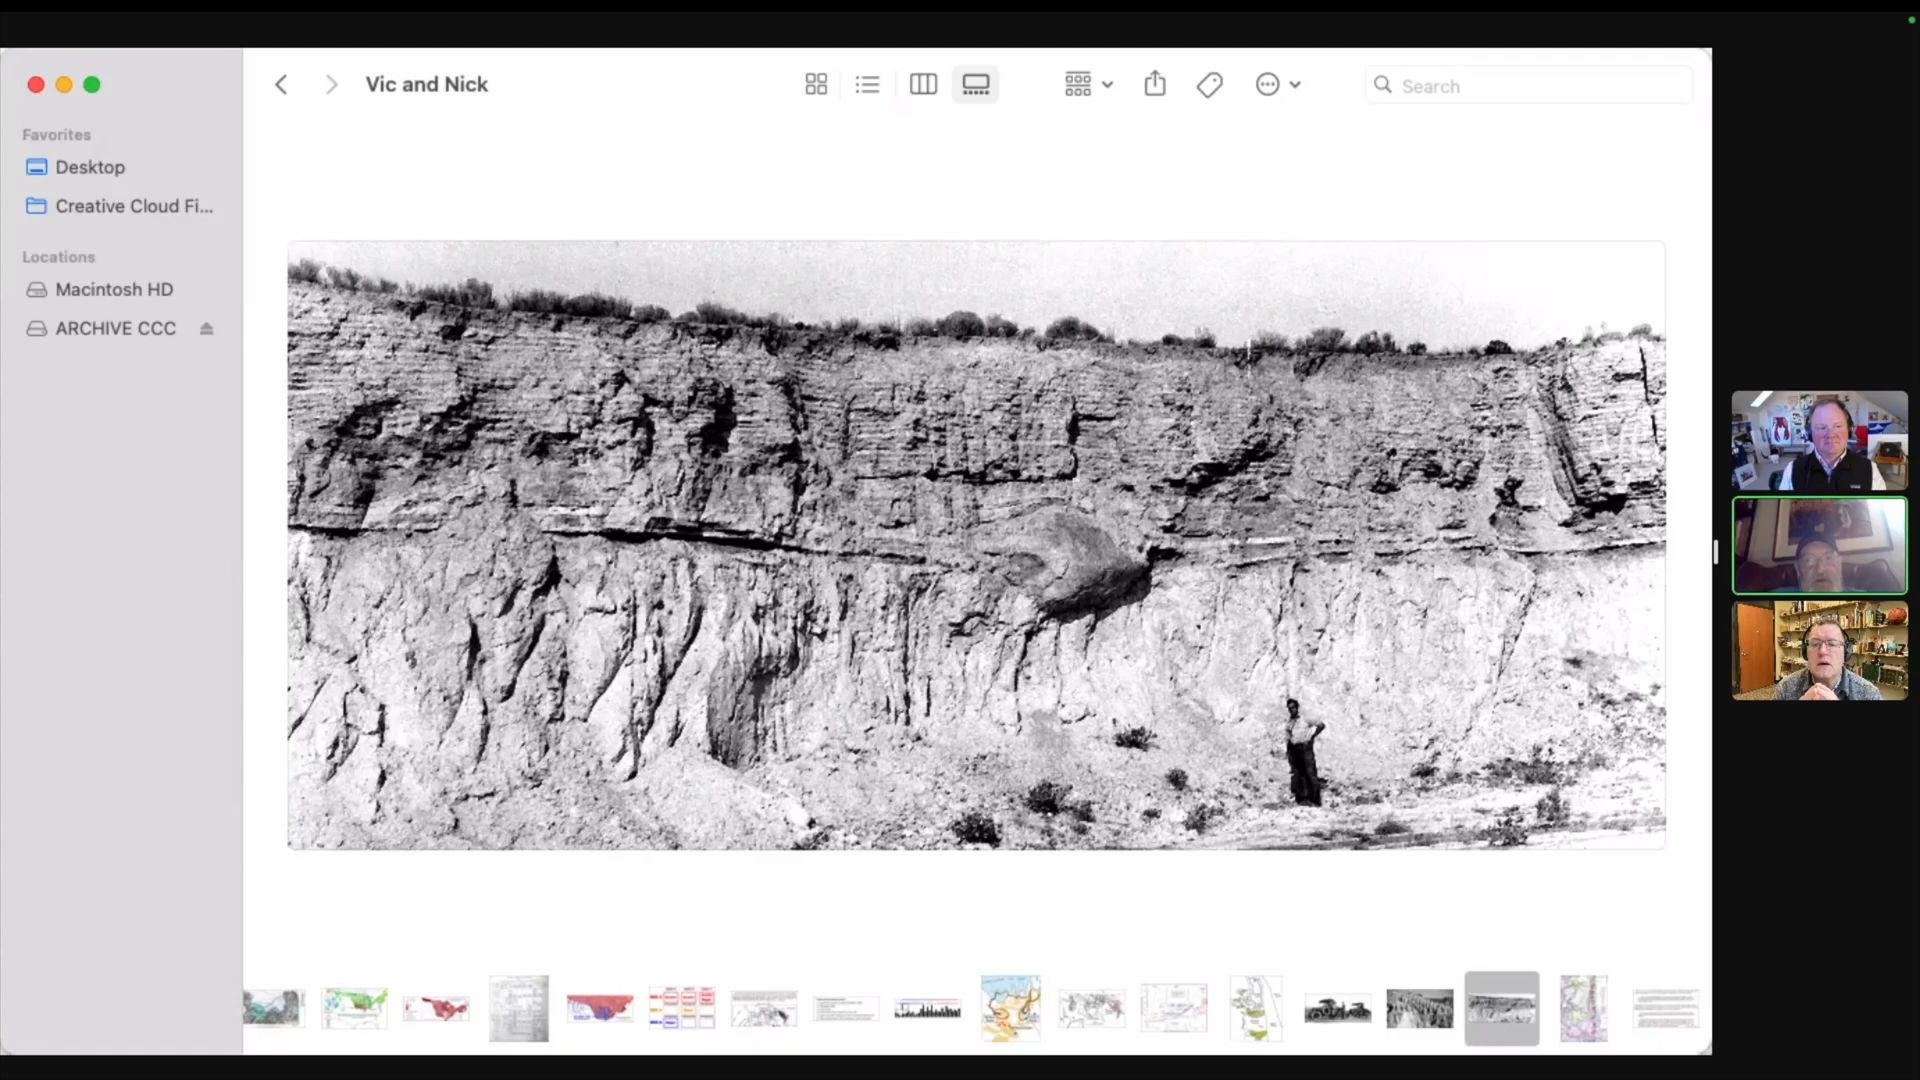 Vic and Nick
Search
Favorites
Desktop
Creative Cloud Fi...
Locations
Macintosh HD
ARCHIVE CCC